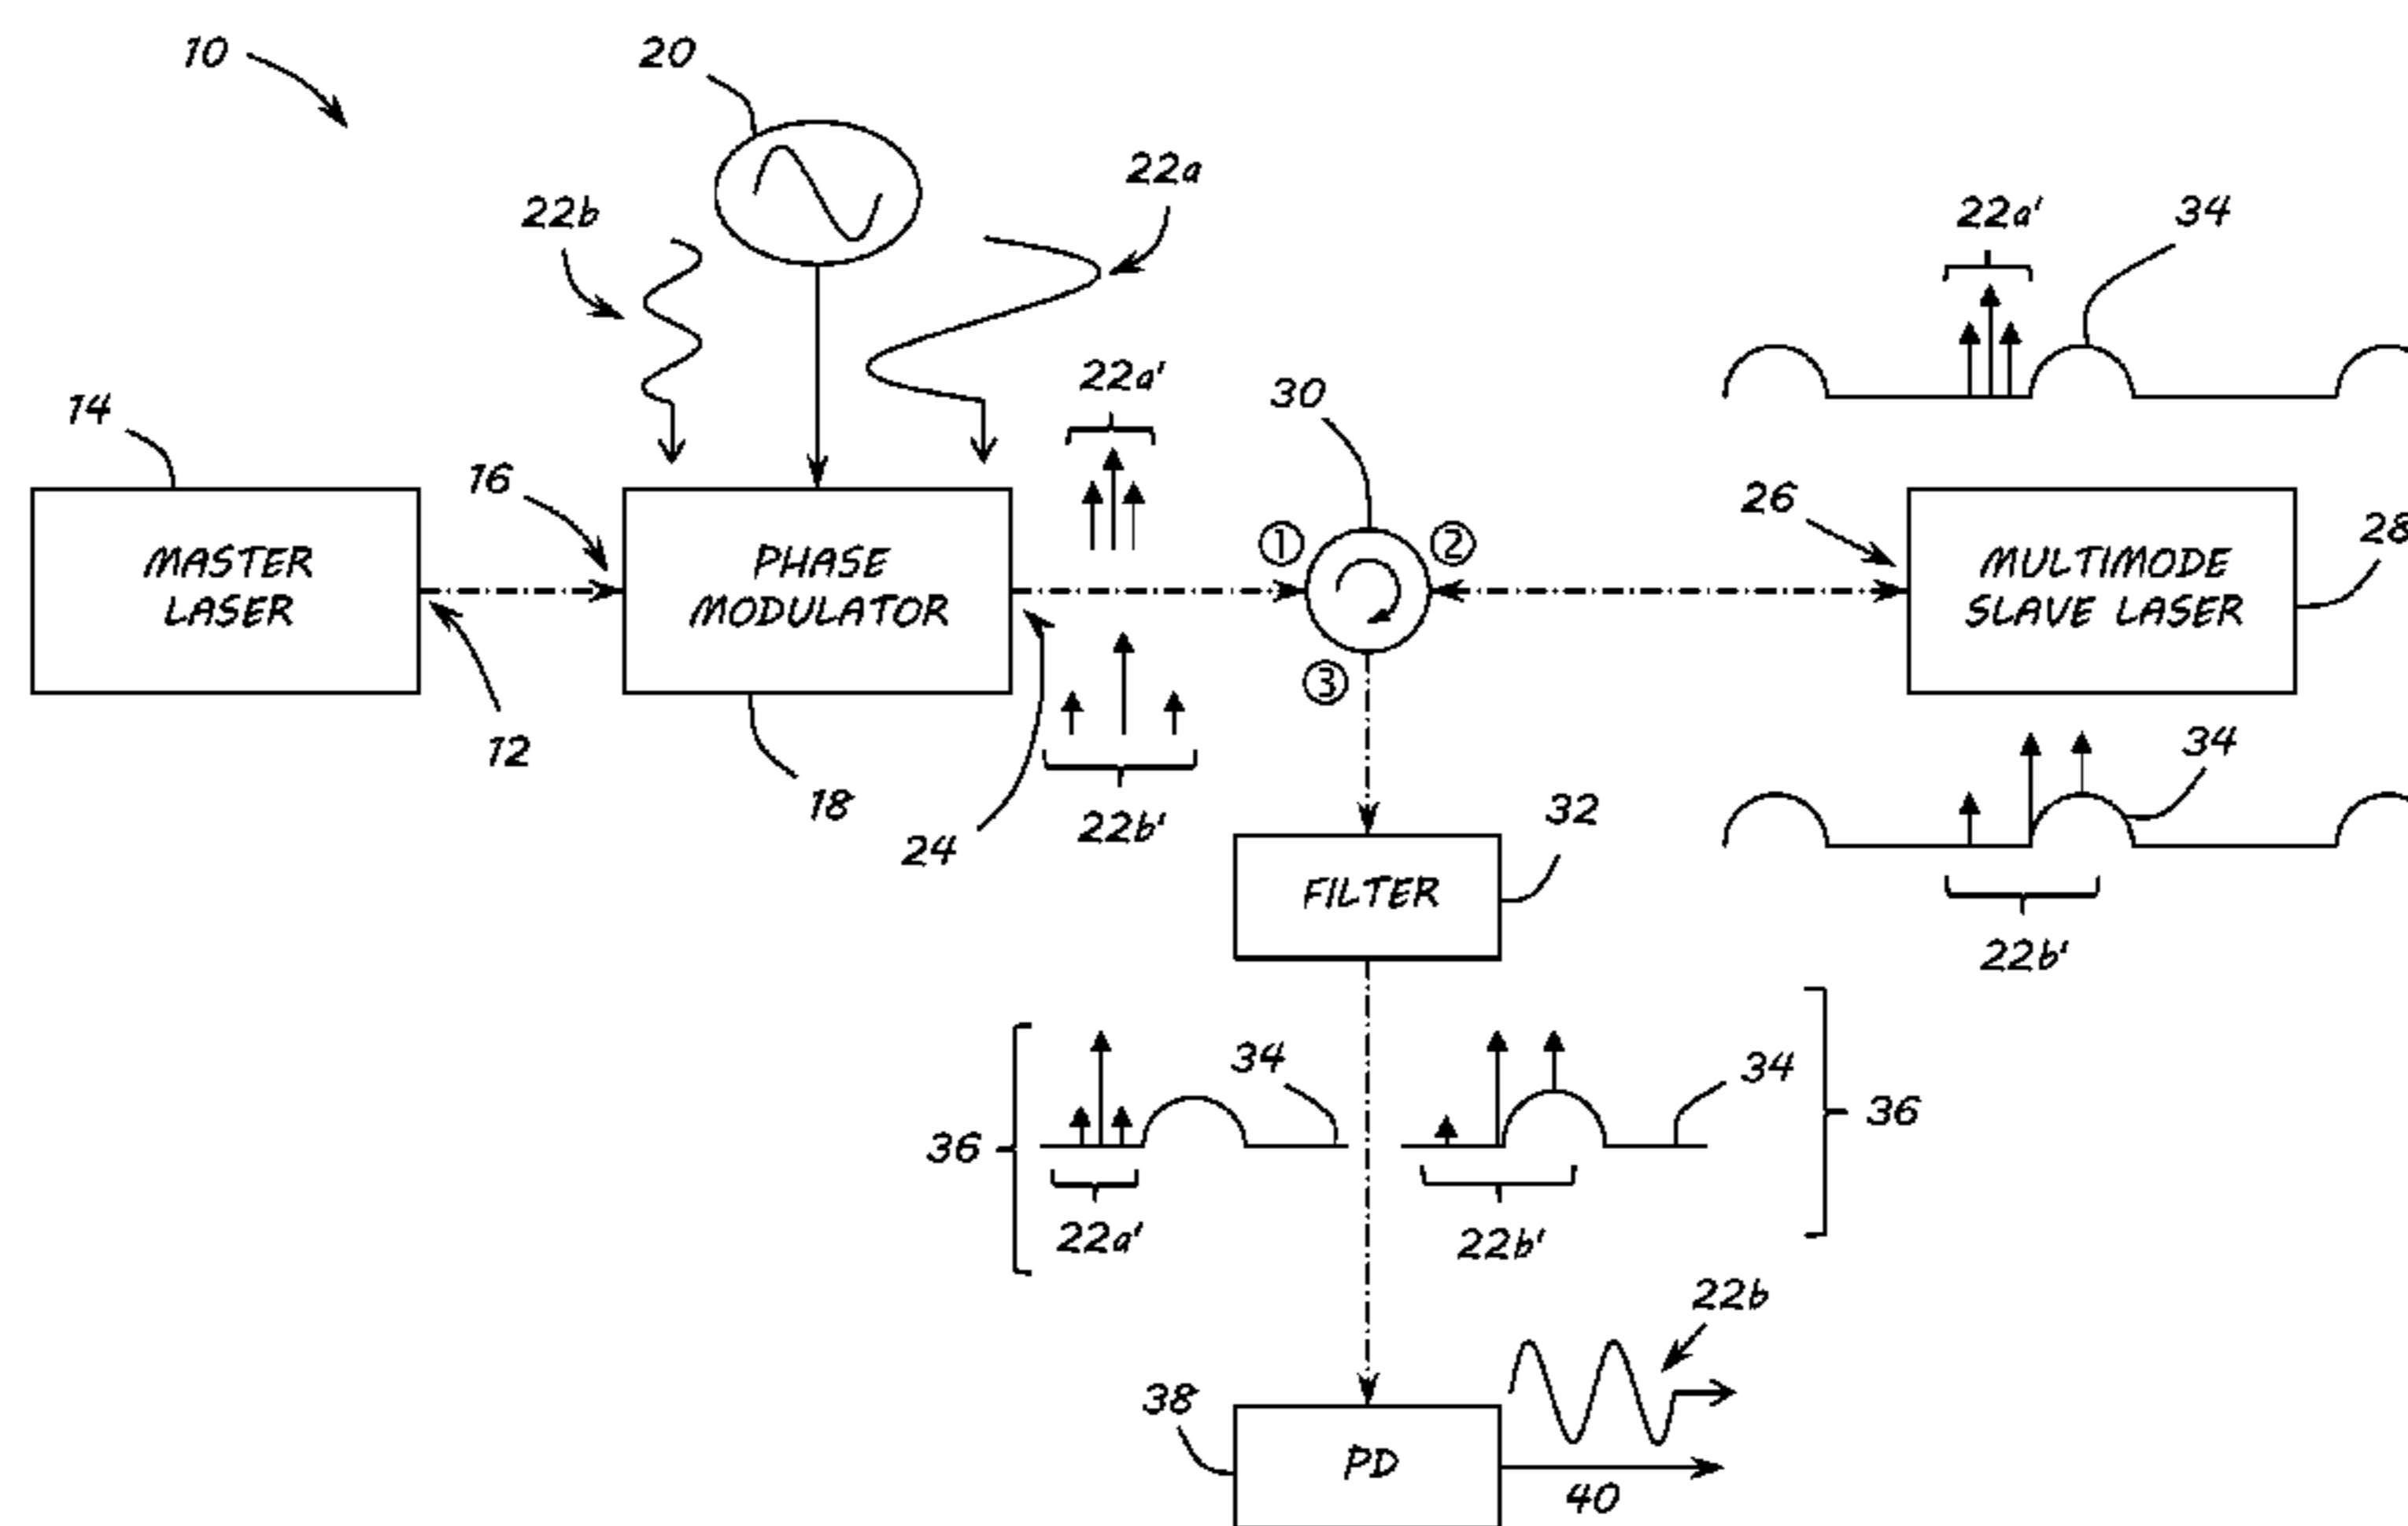 10
20
22b
22a
22a'
34
14
16
22a'
30
26
28
MASTER
LASER
PHASE
MODULATOR
①
②
③
MULTIMODE
SLAVE LASER
12
18
24
22b'
34
32
FILTER
22b'
36
34
34
36
22a'
22b'
22b
38
PD
40